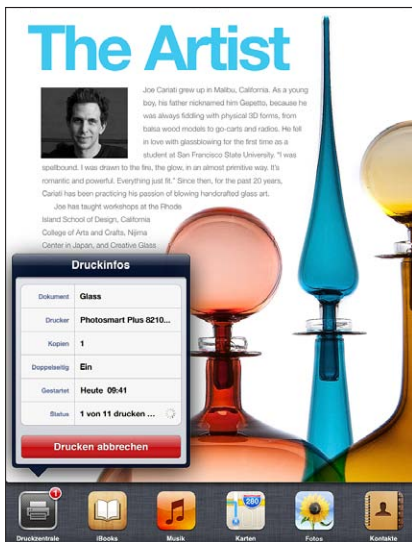 The Artist
Joe Cariati grew up in Malibu, California. As a young
boy, his father nicknamed him Gepetto, because he
was always fiddling with physical 3D forms, from
balsa wood models to go-carts and radios. He fell
in love with glassblowing for the first time as a
student at San Francisco State University. "I was
spellbound. I was drawn to the fire, the glow, in an almost primitive way. It's
romantic and powerful. Everything just fit." Since then, for the past 20 years,
Cariati has been practicing his passion of blowing handcrafted glass art.
Joe has taught workshops at the Rhode
Island School of Design, California
College of Arts and Crafts, Niijima
Center in Japan, and Creative Glass
Druckinfos
Dokument Glass
Drucker Photosmart Plus 8210...
Kopien 1
Doppelseitig Ein
Gestartet Heute 09:41
Status 1 von 11 drucken ...
Drucken abbrechen
1
280
Druckzentrale iBooks Musik Karten Fotos Kontakte